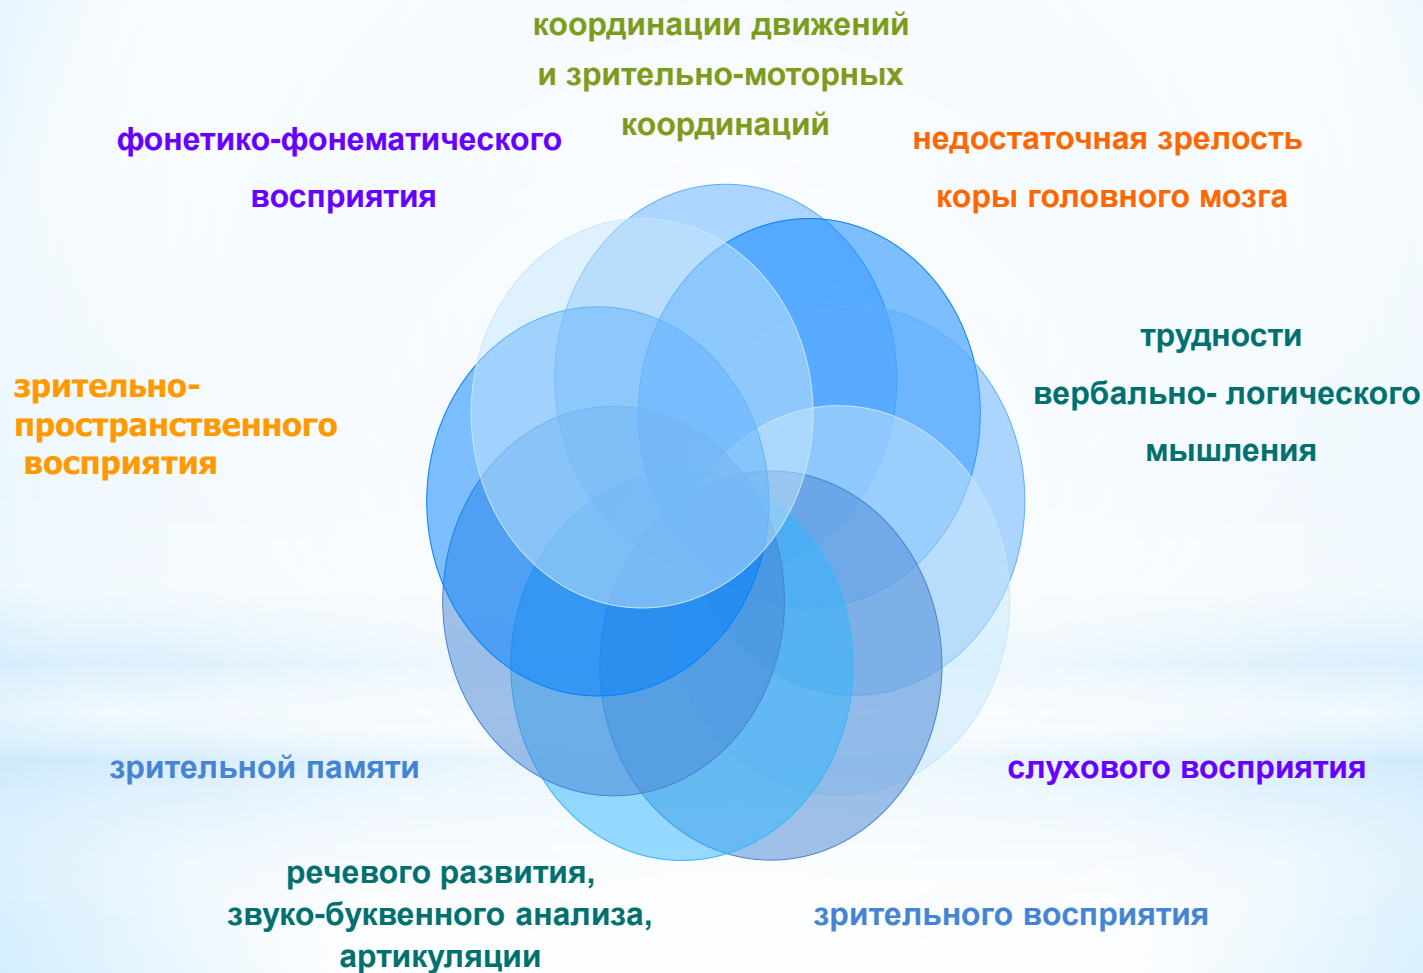 координации движений
и зрительно-моторных
координаций
фонетико-фонематического
восприятия
недостаточная зрелость
коры головного мозга
трудности
вербально- логического
мышления
зрительно-
пространственного
восприятия
зрительной памяти
слухового восприятия
речевого развития,
звуко-буквенного анализа,
артикуляции
зрительного восприятия